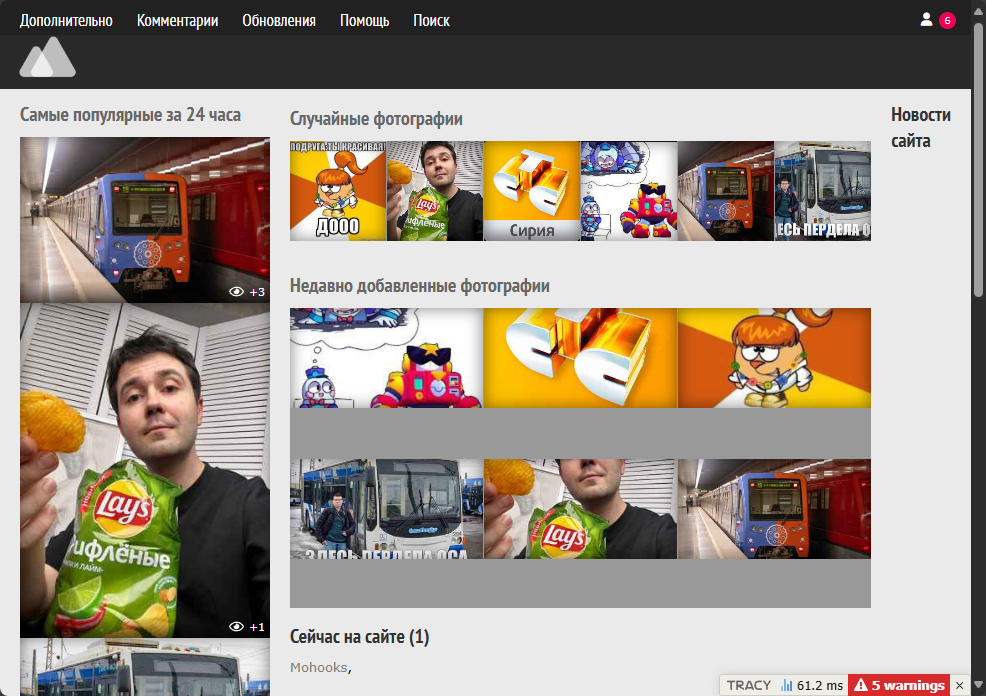 Дополнительно Комментарии Обновления Помощь Поиск 6
Самые популярные за 24 часа
+3
Lay's
рифлёные
+1
Случайные фотографии
ПОДРУГА:ТЫ КРАСИВАЯ!
ДООО
Lay's
рифлёные
Сирия
ЗДЕСЬ ПЕРДЕЛА ОСА
Недавно добавленные фотографии
ЗДЕСЬ ПЕРДЕЛА ОСА
Lay's
Сейчас на сайте (1)
Mohooks,
Новости
сайта
TRACY 61.2 ms 5 warnings ×